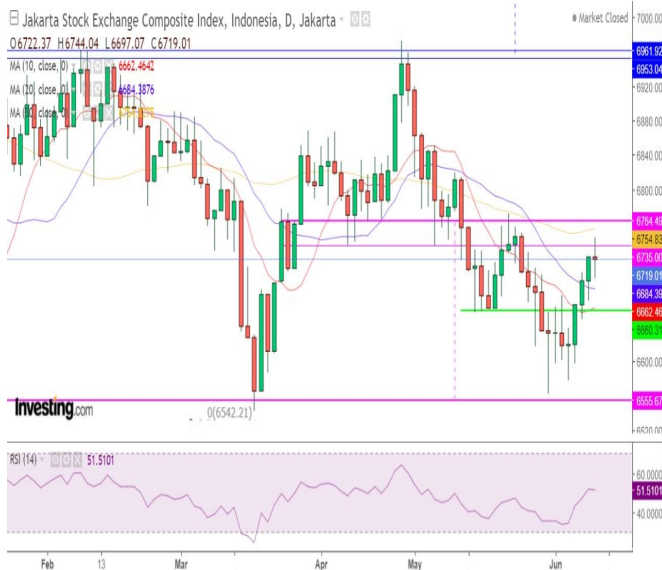 Jakarta Stock Exchange Composite Index, Indonesia, D, Jakarta
Market Closed
7000.00
O6722.37 H6744.04 L6697.07 C6719.01
6961.92
6953.04
MA (10, close, 0) 6662.4642
6920.00
MA (20, close, 0) 6684.3876
close, 0)
6880.00
6840.00
6800.00
6764.49
6754.83
6735.00
6719.01
6684.39
6662.46
6660.31
6600.00
Investing.com
0(6542.21)
6555.67
6520.00
RSI (14) 51.5101
60.0000
51.5101
40.0000
Feb 13 Mar Apr May Jun